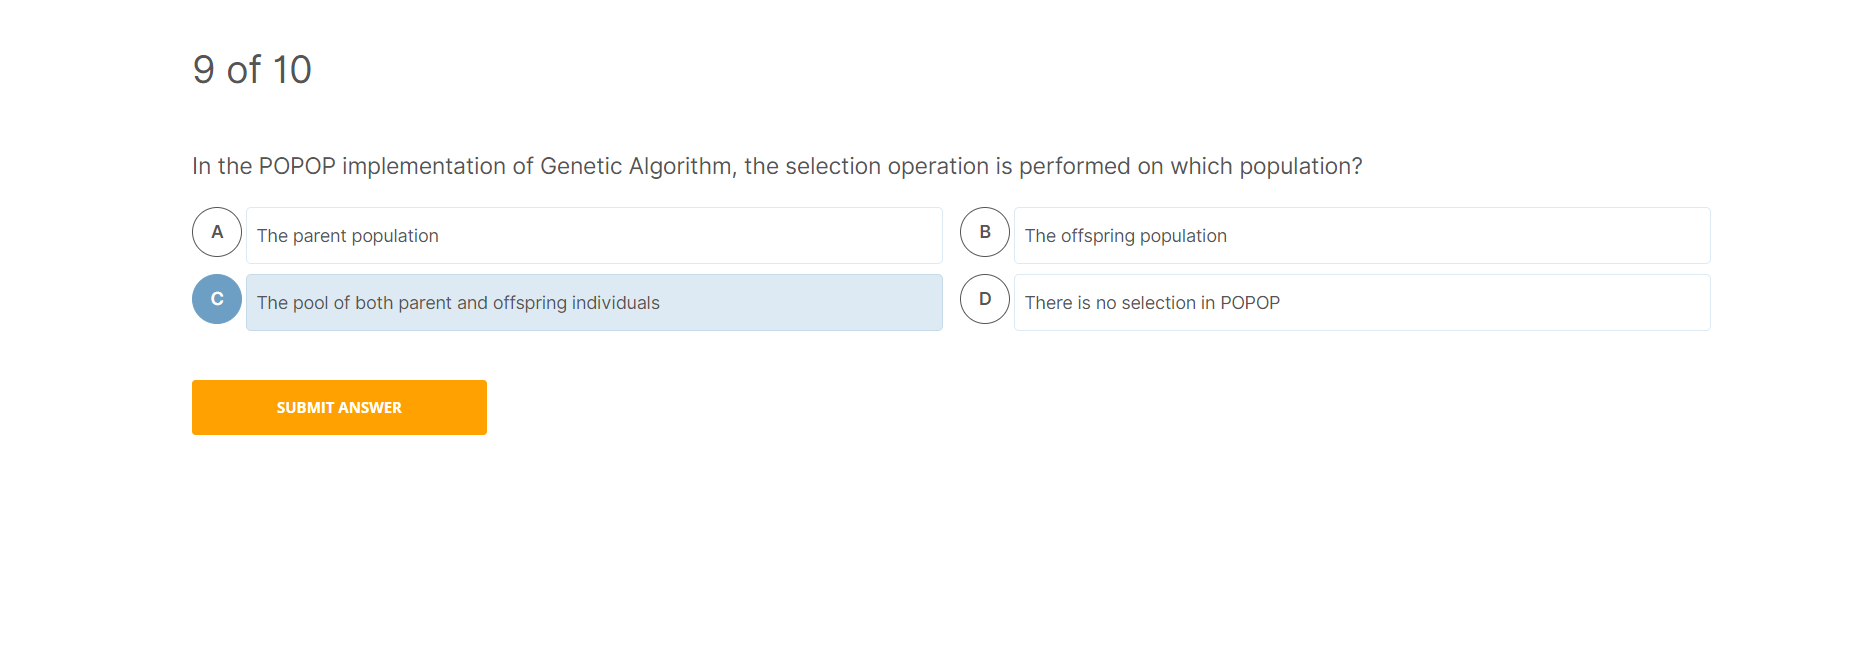 9 of 10
In the POPOP implementation of Genetic Algorithm, the selection operation is performed on which population?
A The parent population
B The offspring population
C The pool of both parent and offspring individuals
D There is no selection in POPOP
SUBMIT ANSWER